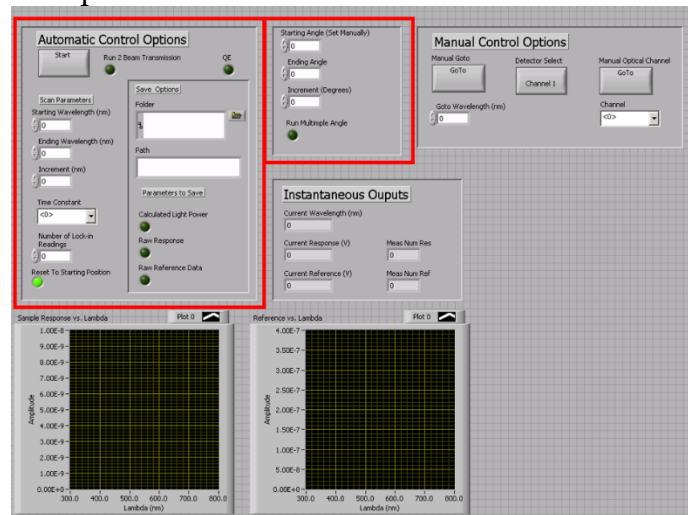 Automatic Control Options
Start
Run 2 Beam Transmission
QE
Scan Parameters
Starting Wavelength (nm)
0
Ending Wavelength (nm)
0
Increment (nm)
0
Time Constant
<0>
Number of Lock-in
Readings
0
Reset To Starting Position
Save Options
Folder
Path
Parameters to Save
Calculated Light Power
Raw Response
Raw Reference Data
Starting Angle (Set Manually)
0
Ending Angle
0
Increment (Degrees)
0
Run Multimple Angle
Manual Control Options
Manual Goto
GoTo
Detector Select
Channel 1
Manual Optical Channel
GoTo
Goto Wavelength (nm)
0
Channel
<0>
Instantaneous Ouputs
Current Wavelength (nm)
0
Current Response (V)
0
Meas Num Res
0
Current Reference (V)
0
Meas Num Ref
0
Sample Response vs. Lambda
Plot 0
1.00E-8
9.00E-9
8.00E-9
7.00E-9
6.00E-9
5.00E-9
4.00E-9
3.00E-9
2.00E-9
1.00E-9
0.00E+0
Amplitude
300.0 400.0 500.0 600.0 700.0 800.0
Lambda (nm)
Reference vs. Lambda
Plot 0
4.00E-7
3.50E-7
3.00E-7
2.50E-7
2.00E-7
1.50E-7
1.00E-7
5.00E-8
0.00E+0
Amplitude
300.0 400.0 500.0 600.0 700.0 800.0
Lambda (nm)